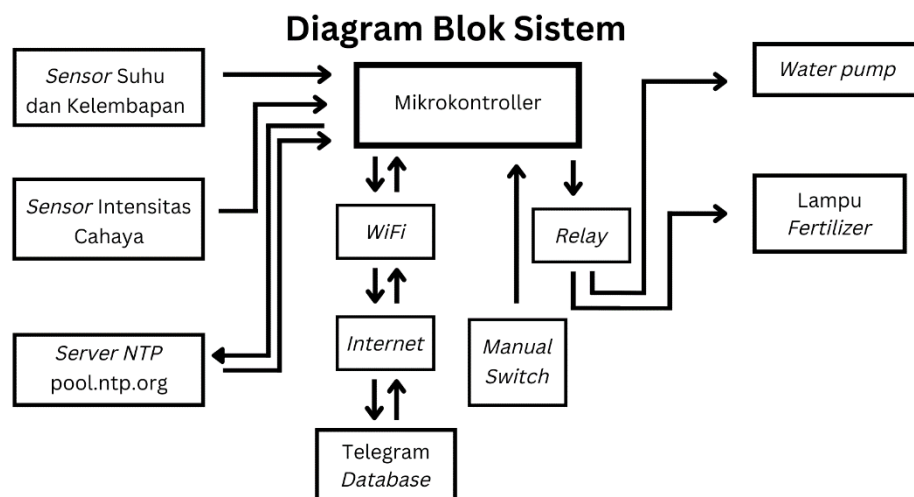 Diagram Blok Sistem
Sensor Suhu
dan Kelembapan
Mikrokontroller
Water pump
Sensor Intensitas
Cahaya
WiFi
Relay
Lampu
Fertilizer
Server NTP
pool.ntp.org
Internet
Manual
Switch
Telegram
Database